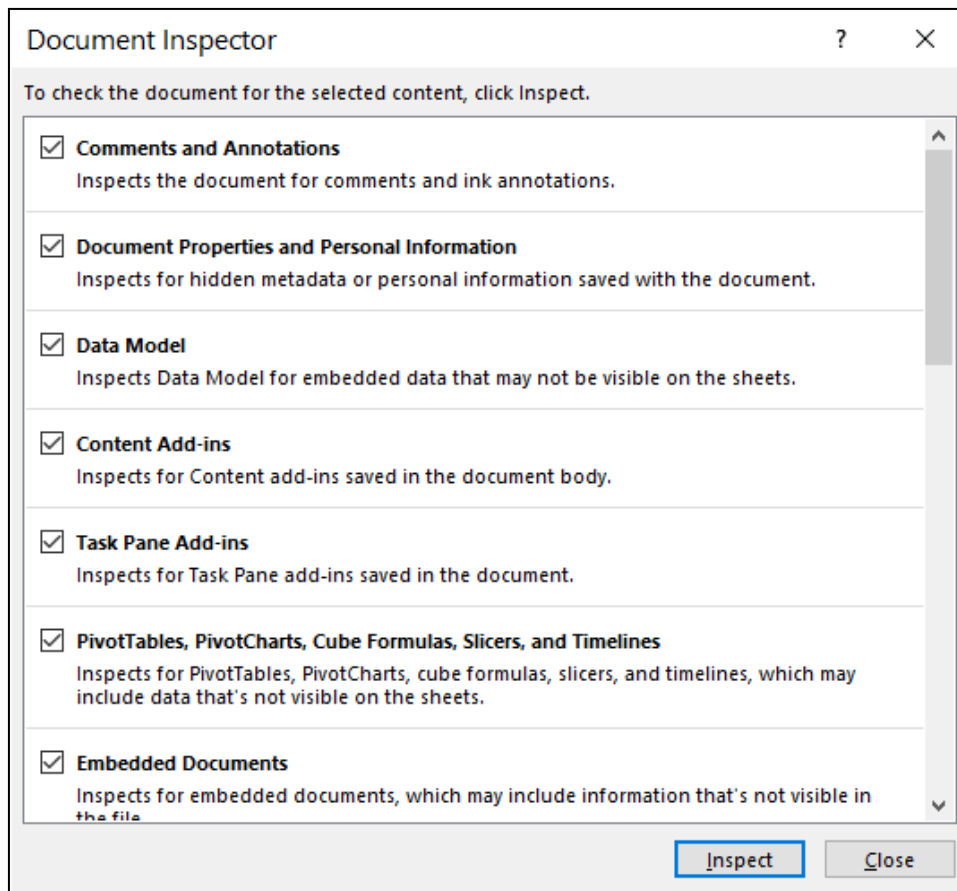 Document Inspector
?
To check the document for the selected content, click Inspect.
Comments and Annotations
Inspects the document for comments and ink annotations.
Document Properties and Personal Information
Inspects for hidden metadata or personal information saved with the document.
Data Model
Inspects Data Model for embedded data that may not be visible on the sheets.
Content Add-ins
Inspects for Content add-ins saved in the document body.
Task Pane Add-ins
Inspects for Task Pane add-ins saved in the document.
PivotTables, PivotCharts, Cube Formulas, Slicers, and Timelines
Inspects for PivotTables, PivotCharts, cube formulas, slicers, and timelines, which may
include data that's not visible on the sheets.
Embedded Documents
Inspects for embedded documents, which may include information that's not visible in
the file.
Inspect
Close